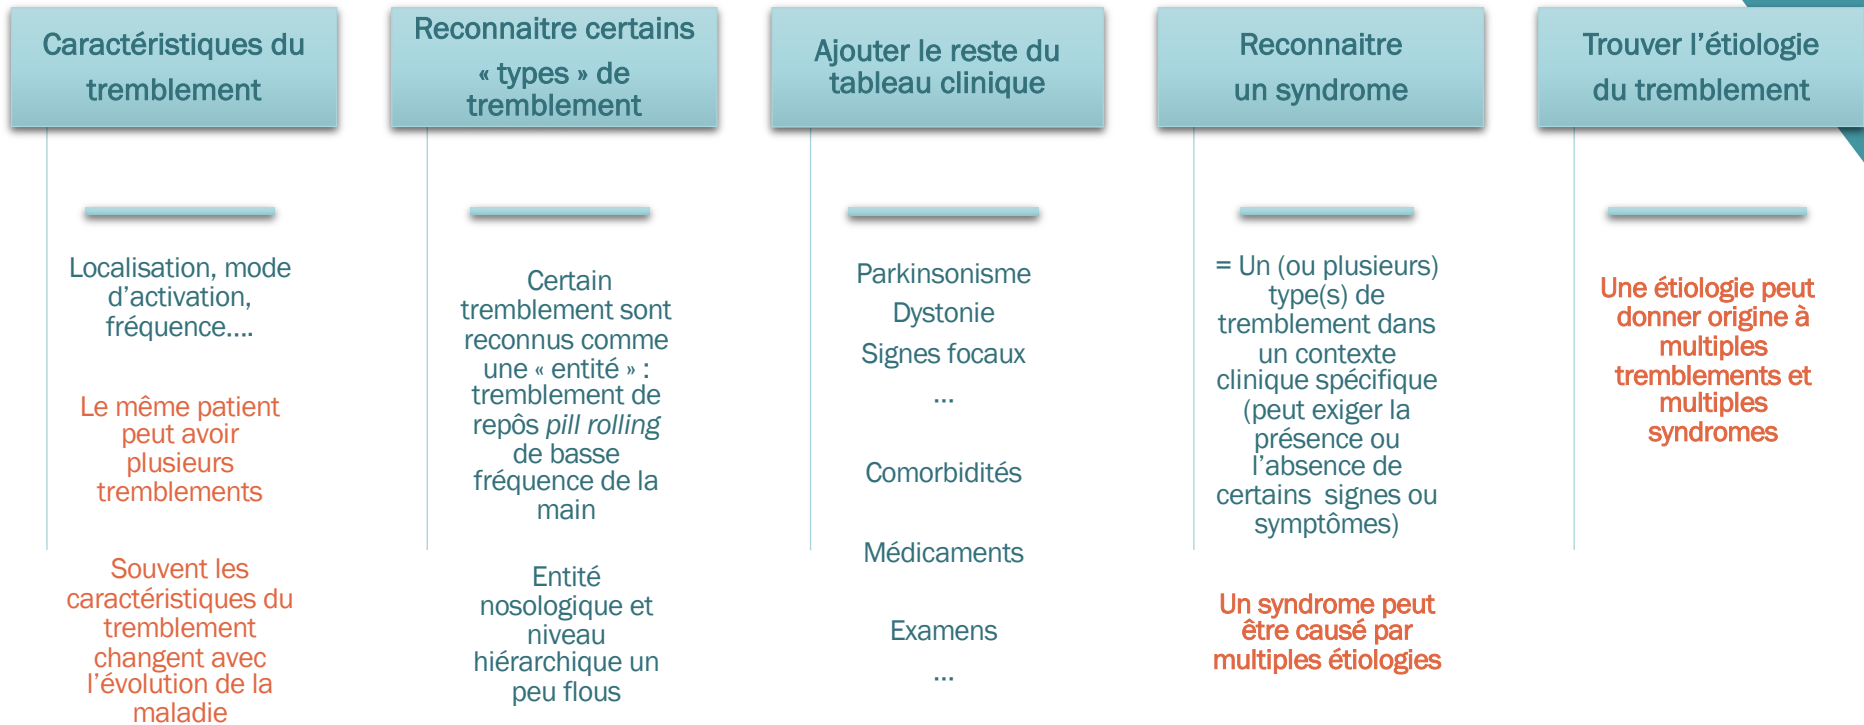 Caractéristiques du
tremblement
Localisation, mode
d’activation,
fréquence….
Le même patient
peut avoir
plusieurs
tremblements
Souvent les
caractéristiques du
tremblement
changent avec
l’évolution de la
maladie
Reconnaitre certains
« types » de
tremblement
Certain
tremblement sont
reconnus comme
une « entité » :
tremblement de
repôs pill rolling
de basse
fréquence de la
main
Entité
nosologique et
niveau
hiérarchique un
peu flous
Ajouter le reste du
tableau clinique
Parkinsonisme
Dystonie
Signes focaux
…
Comorbidités
Médicaments
Examens
…
Reconnaitre
un syndrome
= Un (ou plusieurs)
type(s) de
tremblement dans
un contexte
clinique spécifique
(peut exiger la
présence ou
l’absence de
certains signes ou
symptômes)
Un syndrome peut
être causé par
multiples étiologies
Trouver l’étiologie
du tremblement
Une étiologie peut
donner origine à
multiples
tremblements et
multiples
syndromes